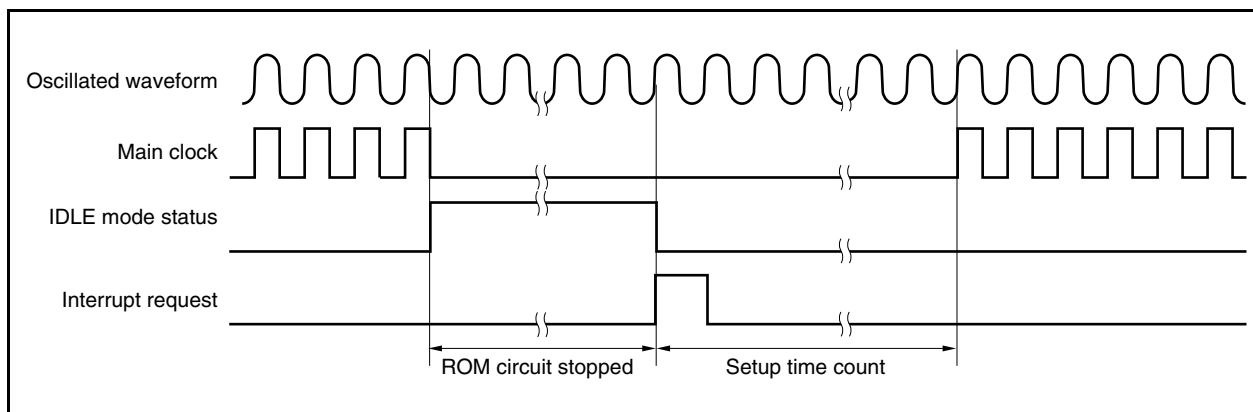 Oscillated waveform
Main clock
IDLE mode status
Interrupt request
ROM circuit stopped
Setup time count